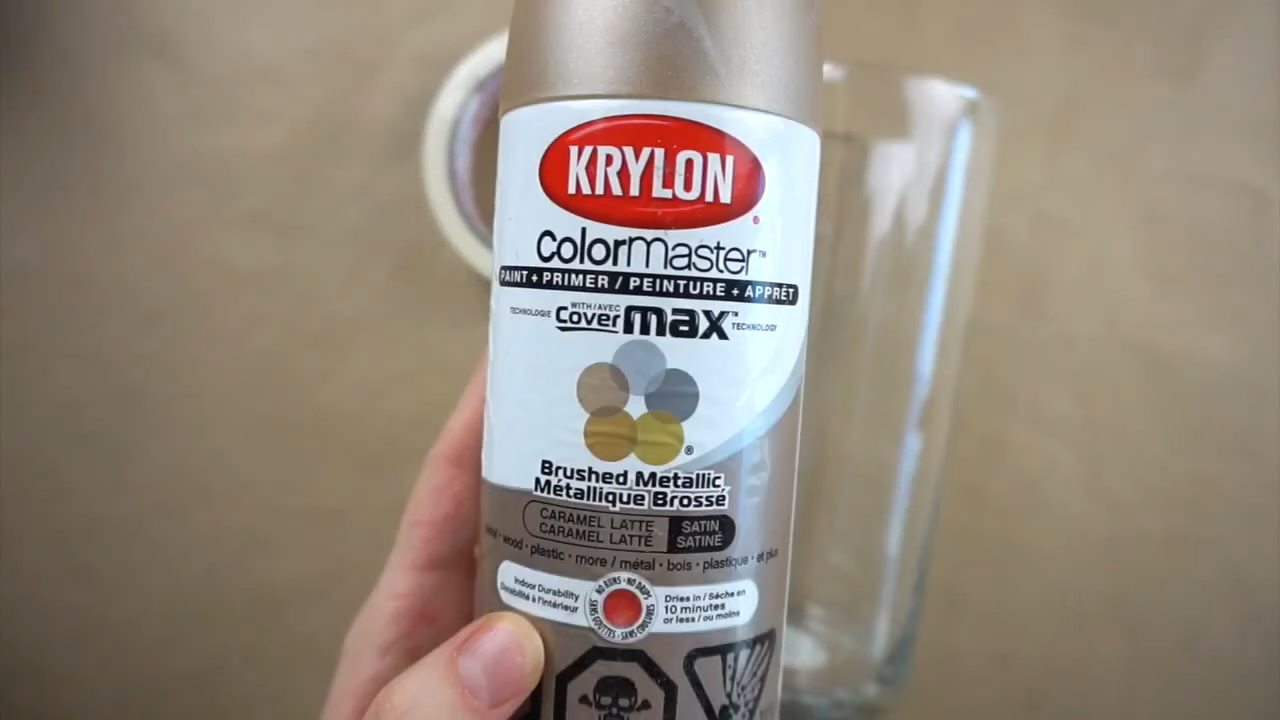 KRYLON
ColorMaster™
PAINT + PRIMER / PEINTURE + APPRÊT
WITH / AVEC
TECHNOLOGIE Cover max™ TECHNOLOGY
®
Brushed Metallic
Métallique Brossé
CARAMEL LATTE SATIN
CARAMEL LATTÉ SATINÉ
wood • plastic • more / métal • bois • plastique • et plus
NO RUNS • NO DRIPS
Indoor Durability
Durabilité à l'intérieur
SANS GOUTTES • SANS COULURES
Dries in / Sèche en
10 minutes
or less / ou moins